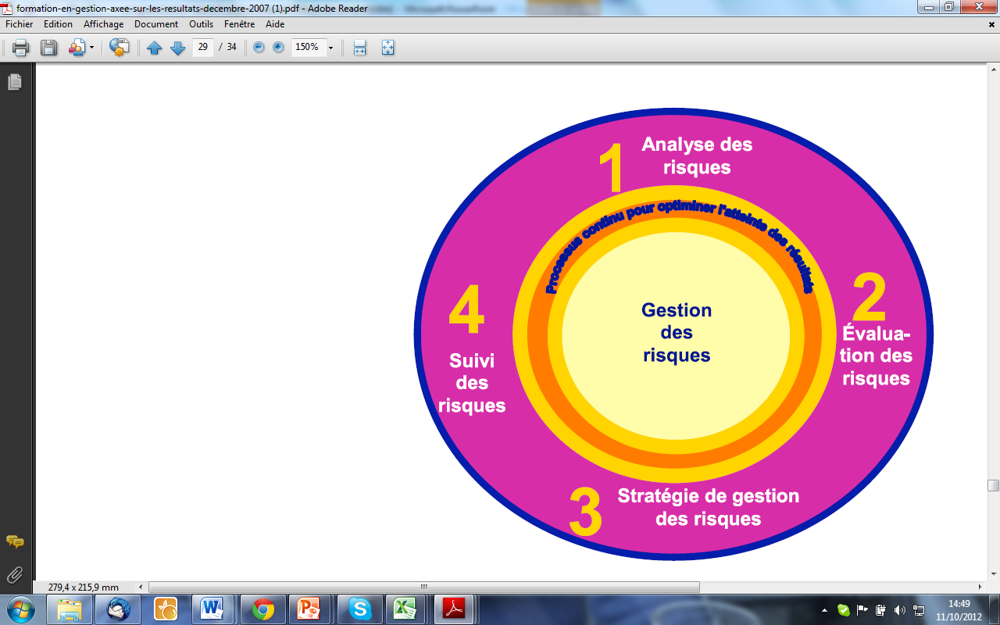 formation-en-gestion-axee-sur-les-resultats-decembre-2007 (1).pdf - Adobe Reader
Fichier Edition Affichage Document Outils Fenêtre Aide
29 / 34 150%
1 Analyse des
risques
Processus continu pour optiminer l'atteinte des résultats
2
Évalua-
tion des
risques
Gestion
des
risques
4
Suivi
des
risques
3 Stratégie de gestion
des risques
279,4 x 215,9 mm
14:49
11/10/2012